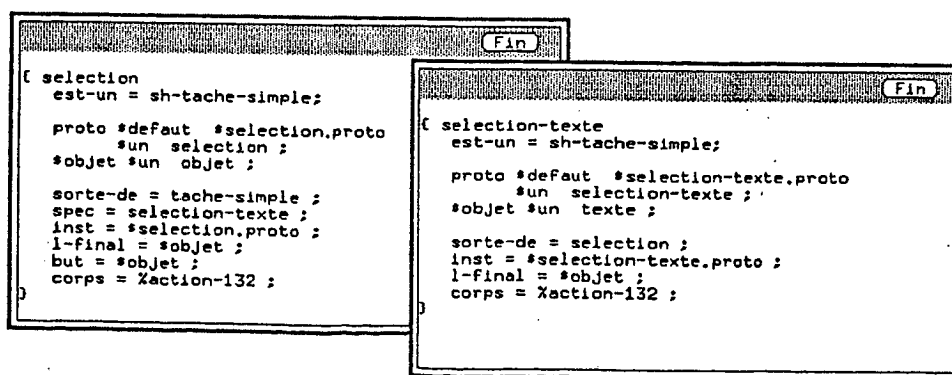 Fin
{ selection
est-un = sh-tache-simple;
proto *defaut *selection.proto
*un selection ;
*objet *un objet ;
sorte-de = tache-simple ;
spec = selection-texte ;
inst = *selection.proto ;
l-final = *objet ;
but = *objet ;
corps = %action-132 ;
}
Fin
{ selection-texte
est-un = sh-tache-simple;
proto *defaut *selection-texte.proto
*un selection-texte ;
*objet *un texte ;
sorte-de = selection ;
inst = *selection-texte.proto ;
l-final = *objet ;
corps = %action-132 ;
}